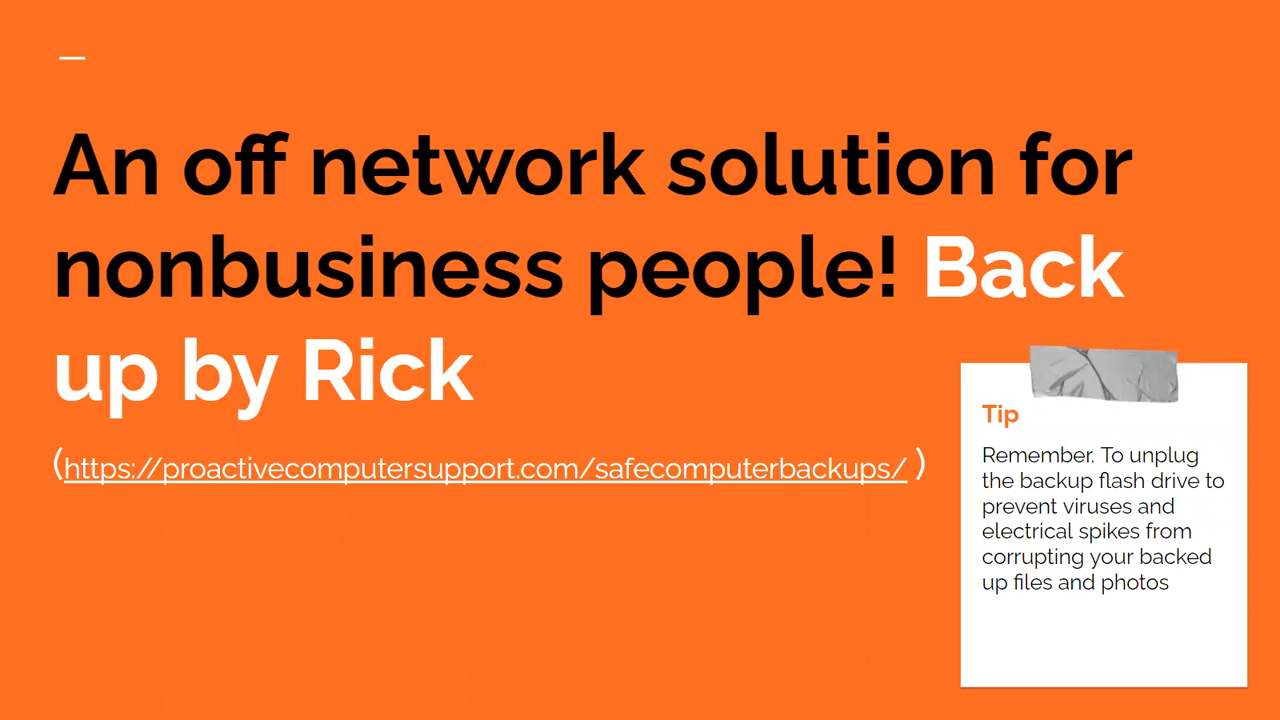 An off network solution for
nonbusiness people! Back
up by Rick
(https://proactivecomputersupport.com/safecomputerbackups/ )
Tip
Remember. To unplug
the backup flash drive to
prevent viruses and
electrical spikes from
corrupting your backed
up files and photos